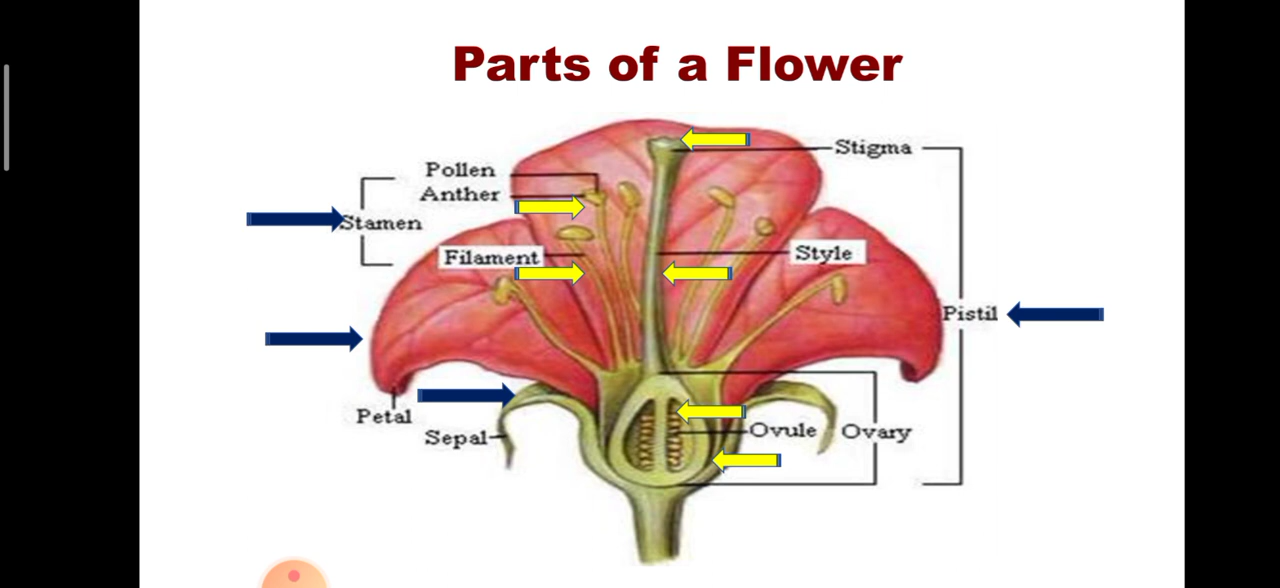 Parts of a Flower
Stigma
Pollen
Anther
Stamen
Filament
Style
Pistil
Petal
Sepal
Ovule
Ovary